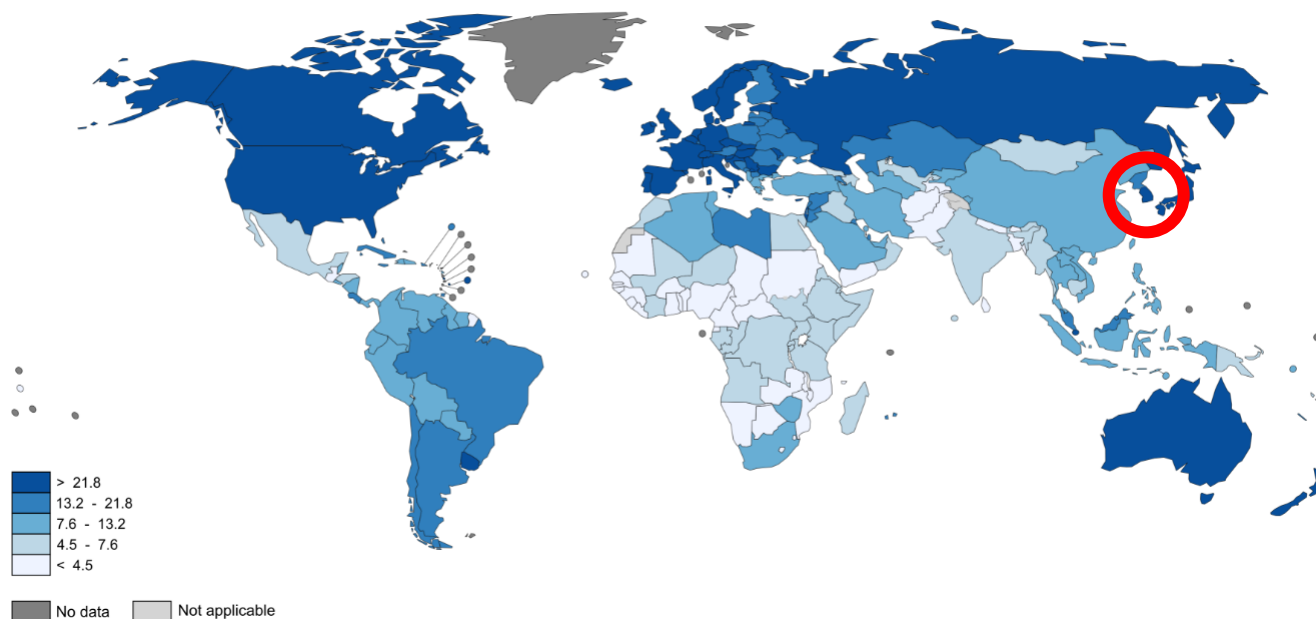 > 21.8
13.2 - 21.8
7.6 - 13.2
4.5 - 7.6
< 4.5
No data
Not applicable